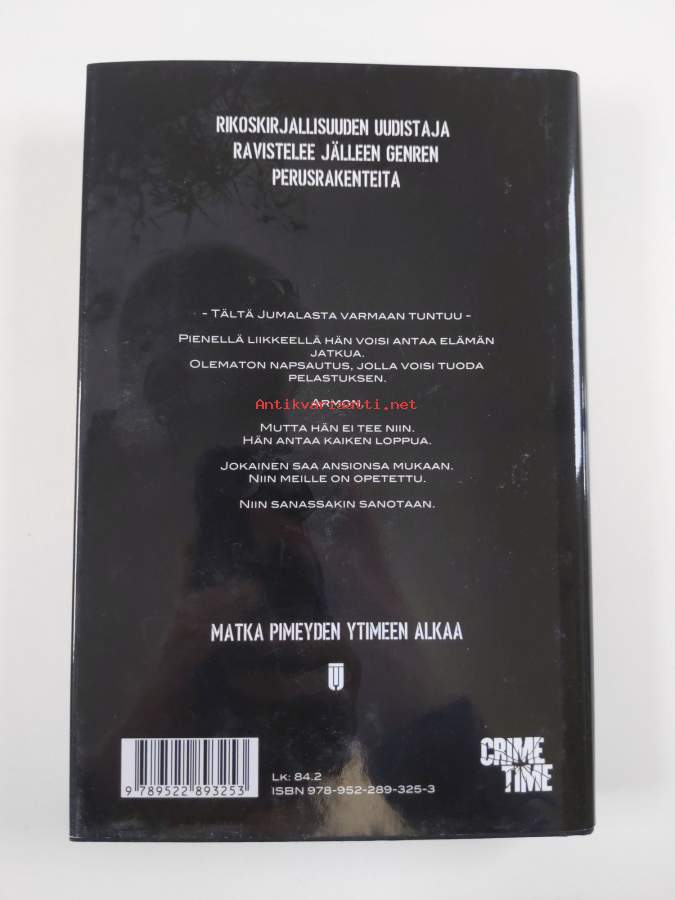 RIKOSKIRJALLISUUDEN UUDISTAJA
RAVISTELEE JÄLLEEN GENREN
PERUSRAKENTEITA
- TÄLTÄ JUMALASTA VARMAAN TUNTUU -
PIENELLÄ LIIKKEELLÄ HÄN VOISI ANTAA ELÄMÄN
JATKUA.
OLEMATON NAPSAUTUS, JOLLA VOISI TUODA
PELASTUKSEN.
ARMON.
Antikvariaatti.net
MUTTA HÄN EI TEE NIIN.
HÄN ANTAA KAIKEN LOPPUA.
JOKAINEN SAA ANSIONSA MUKAAN.
NIIN MEILLE ON OPETETTU.
NIIN SANASSAKIN SANOTAAN.
MATKA PIMEYDEN YTIMEEN ALKAA
CRIME
TIME
LK: 84.2
ISBN 978-952-289-325-3
9 789522 893253